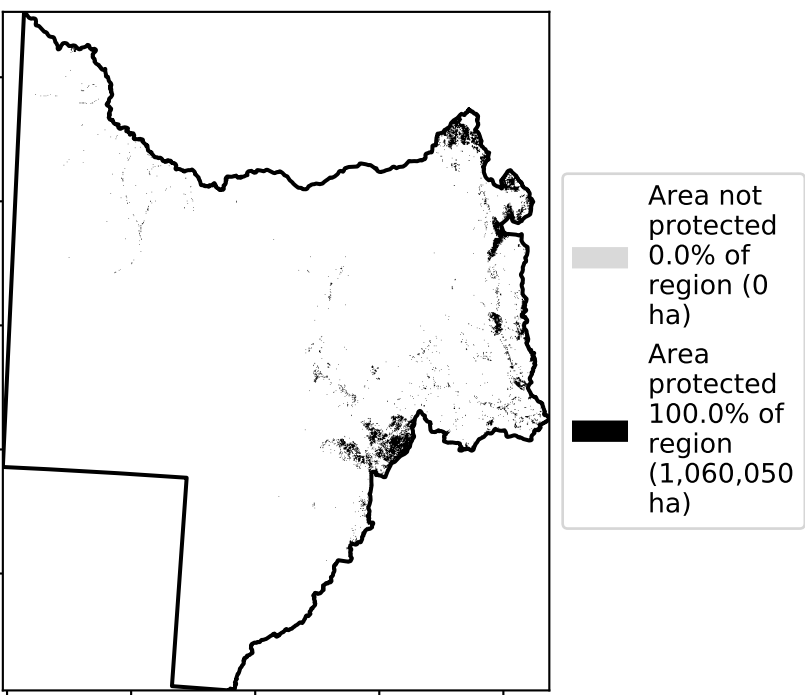 Area not
protected
0.0% of
region (0
ha)
Area
protected
100.0% of
region
(1,060,050
ha)